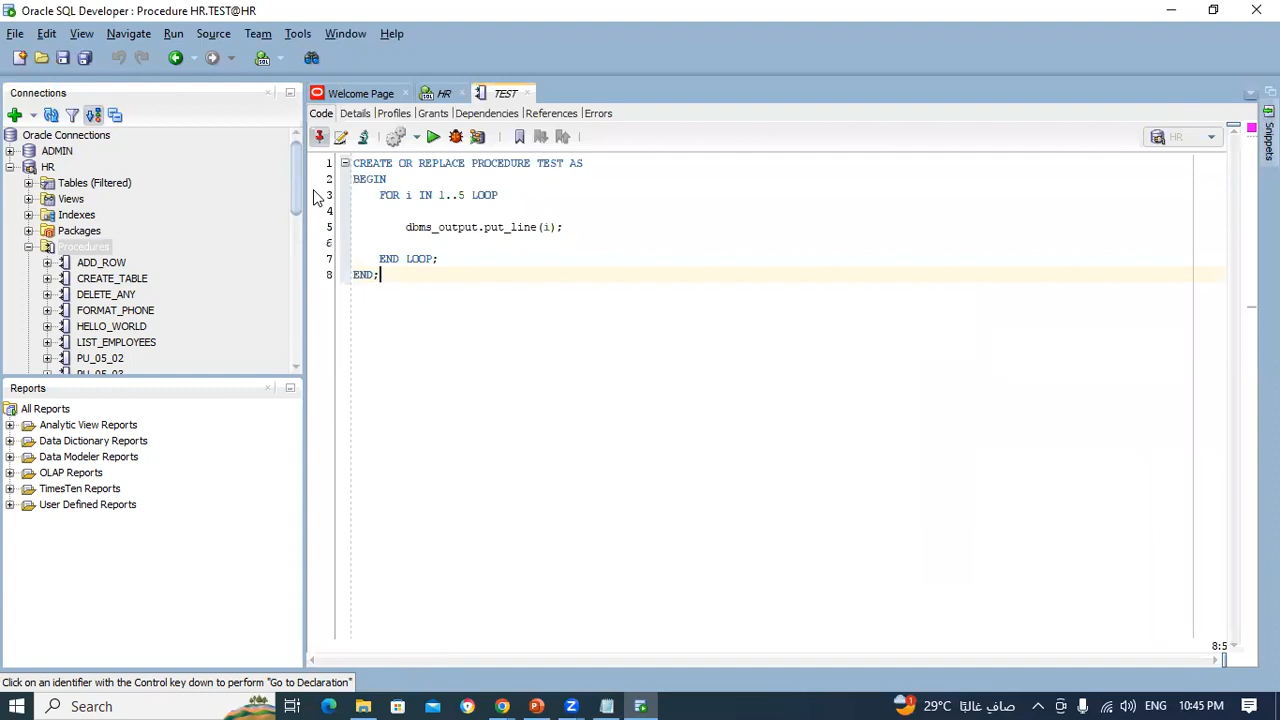 Oracle SQL Developer : Procedure HR.TEST@HR
File Edit View Navigate Run Source Team Tools Window Help
Connections
Oracle Connections
ADMIN
HR
Tables (Filtered)
Views
Indexes
Packages
Procedures
ADD_ROW
CREATE_TABLE
DELETE_ANY
FORMAT_PHONE
HELLO_WORLD
LIST_EMPLOYEES
PU_05_02
PU_05_03
Reports
All Reports
Analytic View Reports
Data Dictionary Reports
Data Modeler Reports
OLAP Reports
TimesTen Reports
User Defined Reports
Welcome Page HR TEST
Code Details Profiles Grants Dependencies References Errors
HR
1 CREATE OR REPLACE PROCEDURE TEST AS
2 BEGIN
3 FOR i IN 1..5 LOOP
4
5 dbms_output.put_line(i);
6
7 END LOOP;
8 END;
8:5
Snippets
Click on an identifier with the Control key down to perform "Go to Declaration"
Search
29°C صافٍ غالبًا ENG 10:45 PM